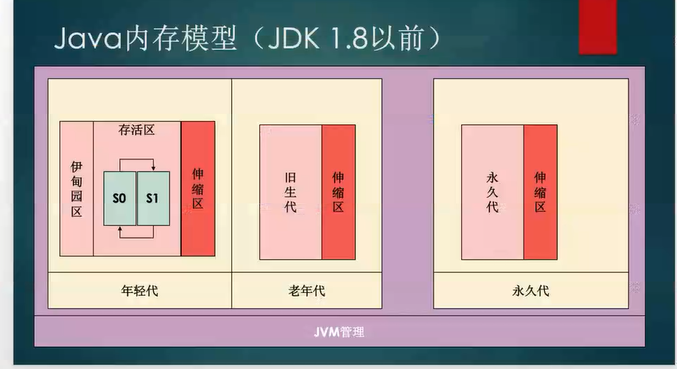 Java内存模型（JDK 1.8以前）
伊甸园区
存活区
S0
S1
伸缩区
旧生代
伸缩区
永久代
伸缩区
年轻代
老年代
永久代
JVM管理